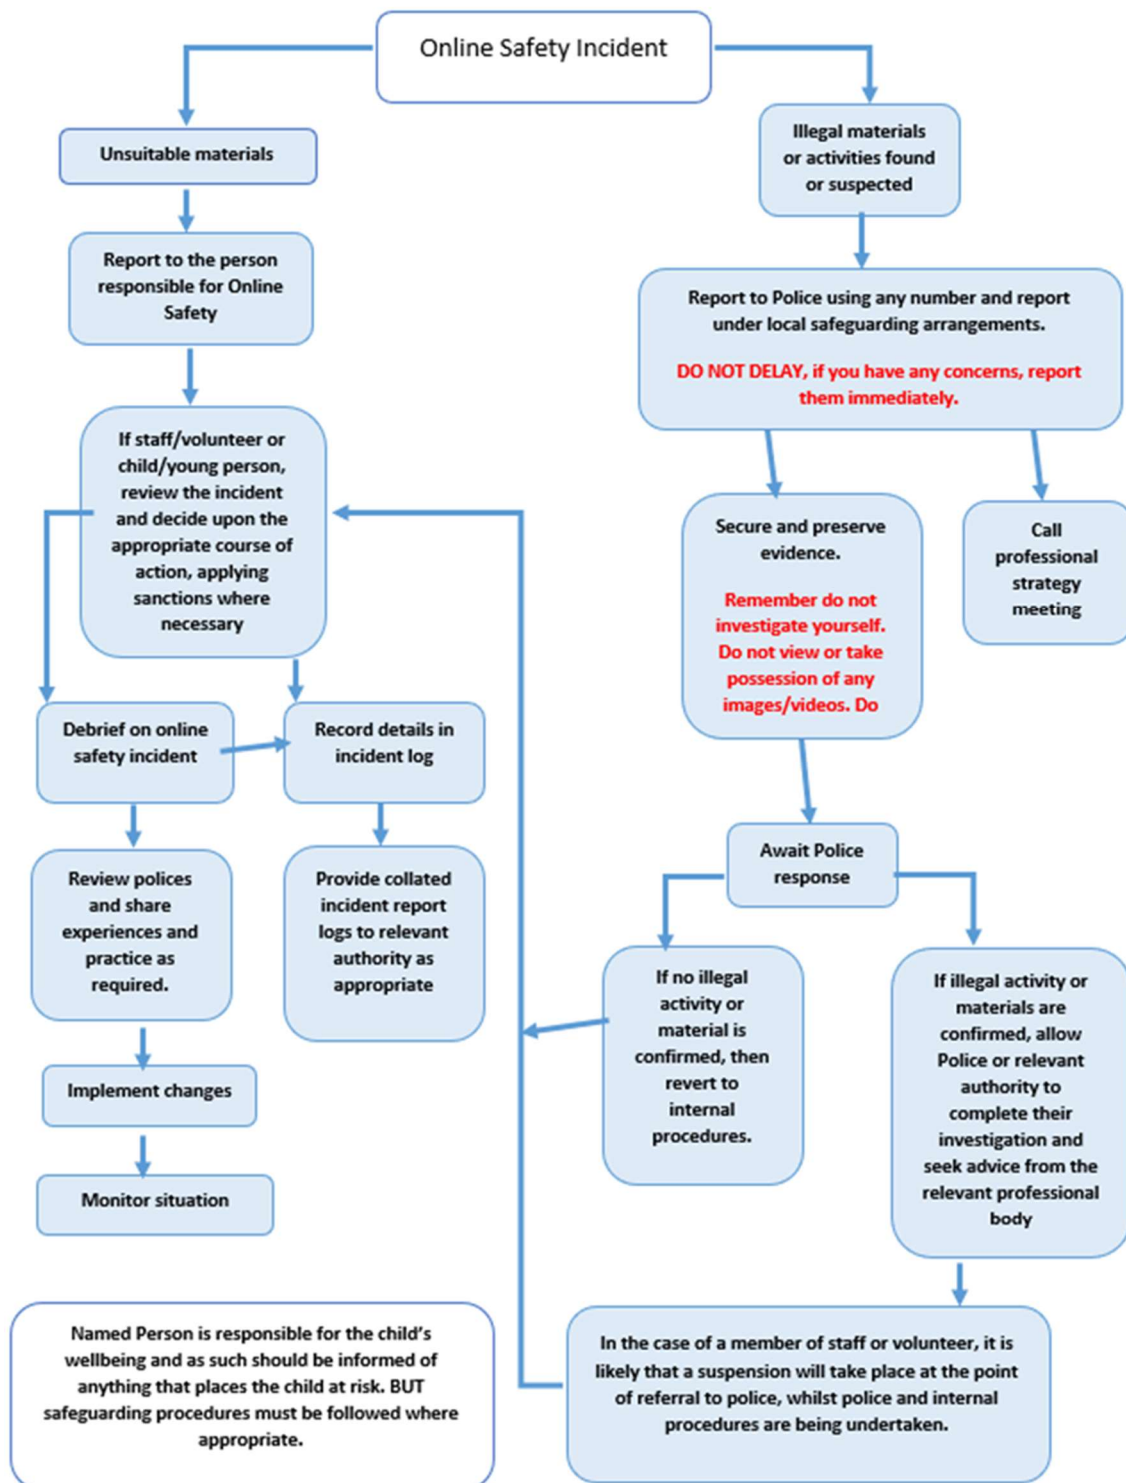 Online Safety Incident
Unsuitable materials
Illegal materials
or activities found
or suspected
Report to the person
responsible for Online
Safety
Report to Police using any number and report
under local safeguarding arrangements.
DO NOT DELAY, if you have any concerns, report
them immediately.
If staff/volunteer or
child/young person,
review the incident
and decide upon the
appropriate course of
action, applying
sanctions where
necessary
Secure and preserve
evidence.
Remember do not
investigate yourself.
Do not view or take
possession of any
images/videos. Do
Call
professional
strategy
meeting
Debrief on online
safety incident
Record details in
incident log
Review polices
and share
experiences and
practice as
required.
Provide collated
incident report
logs to relevant
authority as
appropriate
Await Police
response
If no illegal
activity or
material is
confirmed, then
revert to
internal
procedures.
If illegal activity or
materials are
confirmed, allow
Police or relevant
authority to
complete their
investigation and
seek advice from the
relevant professional
body
Implement changes
Monitor situation
Named Person is responsible for the child’s
wellbeing and as such should be informed of
anything that places the child at risk. BUT
safeguarding procedures must be followed where
appropriate.
In the case of a member of staff or volunteer, it is
likely that a suspension will take place at the point
of referral to police, whilst police and internal
procedures are being undertaken.